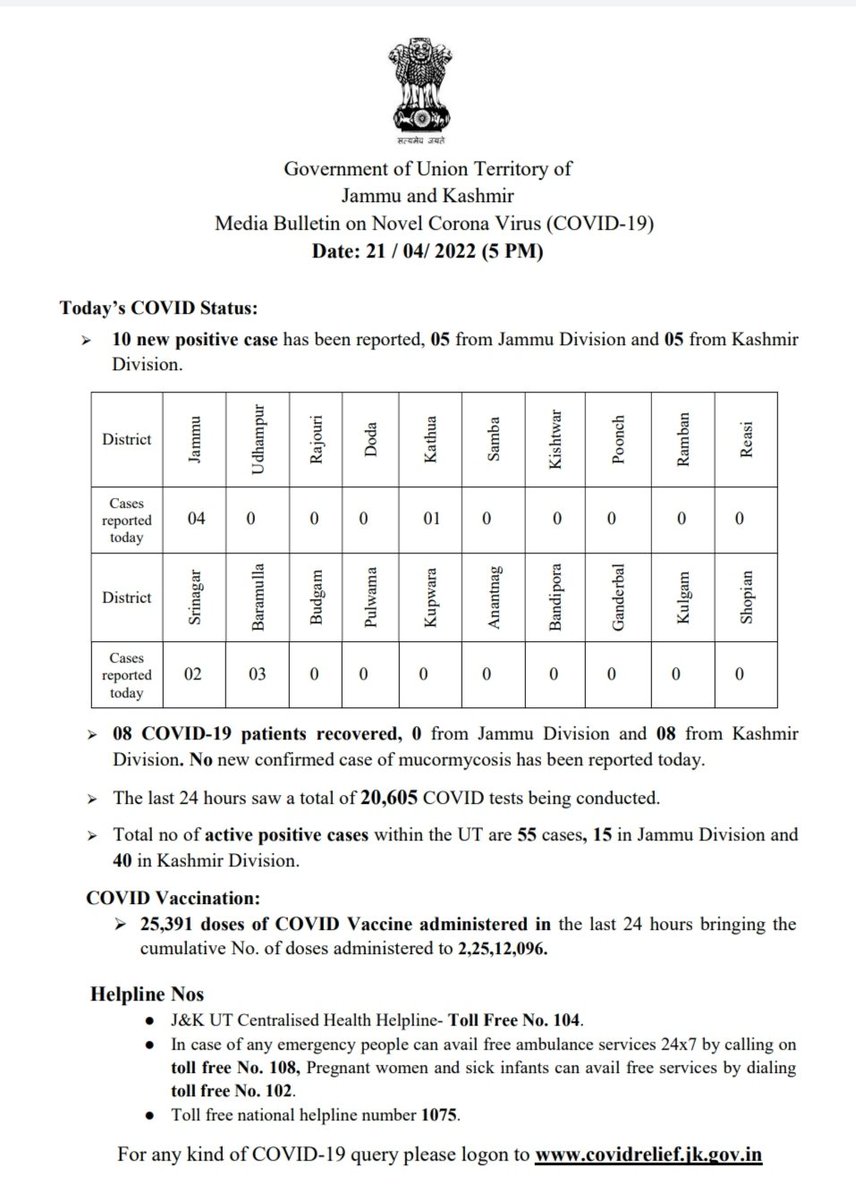 सत्यमेव जयते
Government of Union Territory of
Jammu and Kashmir
Media Bulletin on Novel Corona Virus (COVID-19)
Date: 21 / 04/ 2022 (5 PM)
Today’s COVID Status:
➢ 10 new positive case has been reported, 05 from Jammu Division and 05 from Kashmir
Division.
District Jammu Udhampur Rajouri Doda Kathua Samba Kishtwar Poonch Ramban Reasi
Cases
reported 04 0 0 0 01 0 0 0 0 0
today
District Srinagar Baramulla Budgam Pulwama Kupwara Anantnag Bandipora Ganderbal Kulgam Shopian
Cases
reported 02 03 0 0 0 0 0 0 0 0
today
➢ 08 COVID-19 patients recovered, 0 from Jammu Division and 08 from Kashmir
Division. No new confirmed case of mucormycosis has been reported today.
➢ The last 24 hours saw a total of 20,605 COVID tests being conducted.
➢ Total no of active positive cases within the UT are 55 cases, 15 in Jammu Division and
40 in Kashmir Division.
COVID Vaccination:
➢ 25,391 doses of COVID Vaccine administered in the last 24 hours bringing the
cumulative No. of doses administered to 2,25,12,096.
Helpline Nos
● J&K UT Centralised Health Helpline- Toll Free No. 104.
● In case of any emergency people can avail free ambulance services 24x7 by calling on
toll free No. 108, Pregnant women and sick infants can avail free services by dialing
toll free No. 102.
● Toll free national helpline number 1075.
For any kind of COVID-19 query please logon to www.covidrelief.jk.gov.in